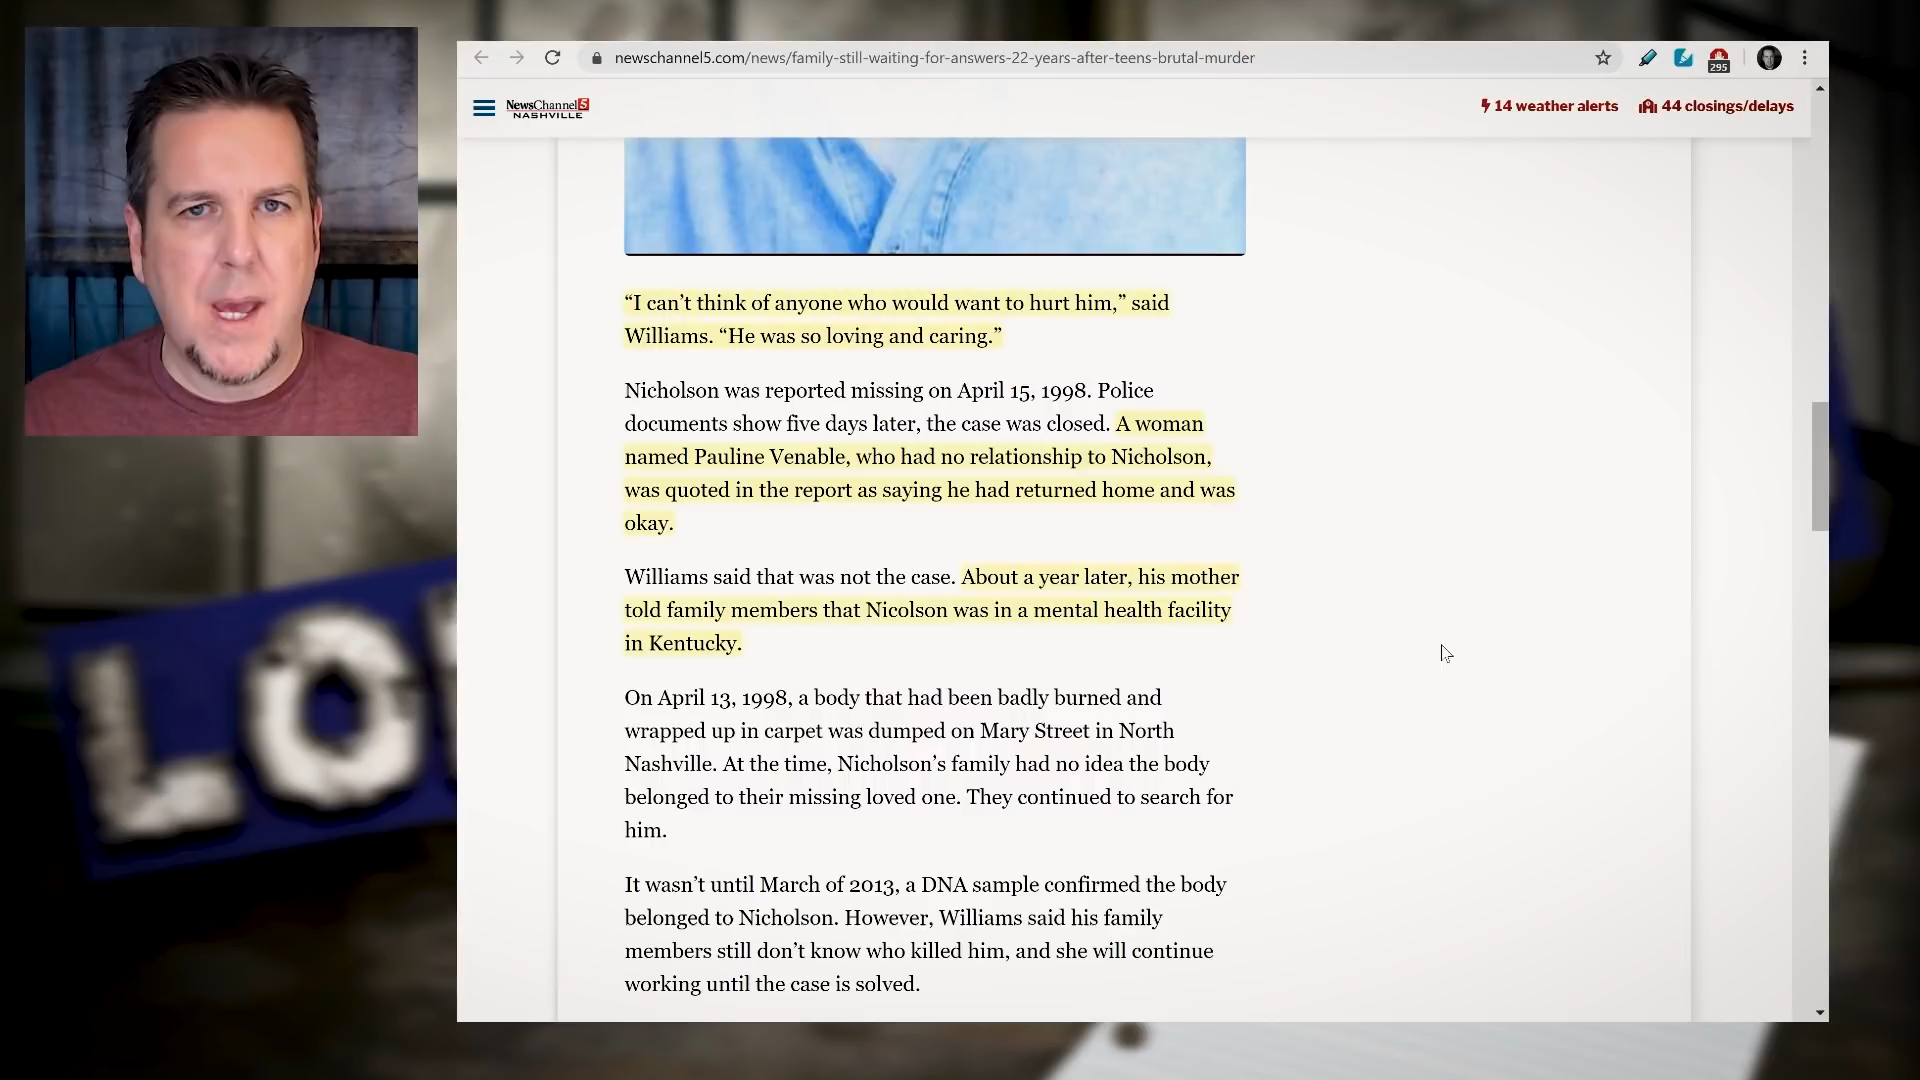 newschannel5.com/news/family-still-waiting-for-answers-22-years-after-teens-brutal-murder
295
NewsChannel 5
NASHVILLE
14 weather alerts
44 closings/delays
“I can’t think of anyone who would want to hurt him,” said
Williams. “He was so loving and caring.”
Nicholson was reported missing on April 15, 1998. Police
documents show five days later, the case was closed. A woman
named Pauline Venable, who had no relationship to Nicholson,
was quoted in the report as saying he had returned home and was
okay.
Williams said that was not the case. About a year later, his mother
told family members that Nicolson was in a mental health facility
in Kentucky.
On April 13, 1998, a body that had been badly burned and
wrapped up in carpet was dumped on Mary Street in North
Nashville. At the time, Nicholson’s family had no idea the body
belonged to their missing loved one. They continued to search for
him.
It wasn’t until March of 2013, a DNA sample confirmed the body
belonged to Nicholson. However, Williams said his family
members still don’t know who killed him, and she will continue
working until the case is solved.